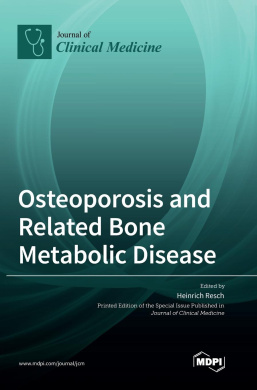 Journal of
Clinical Medicine
Osteoporosis and
Related Bone
Metabolic Disease
Edited by
Heinrich Resch
Printed Edition of the Special Issue Published in
Journal of Clinical Medicine
www.mdpi.com/journal/jcm
MDPI